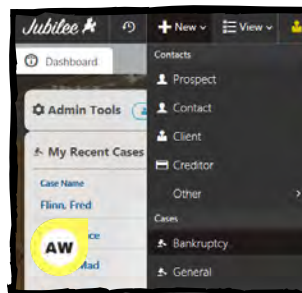 Jubilee
New
View
Dashboard
Contacts
Prospect
Admin Tools
Contact
Client
My Recent Cases
Creditor
Case Name
Other
Flinn, Fred
Cases
AW
Bankruptcy
General